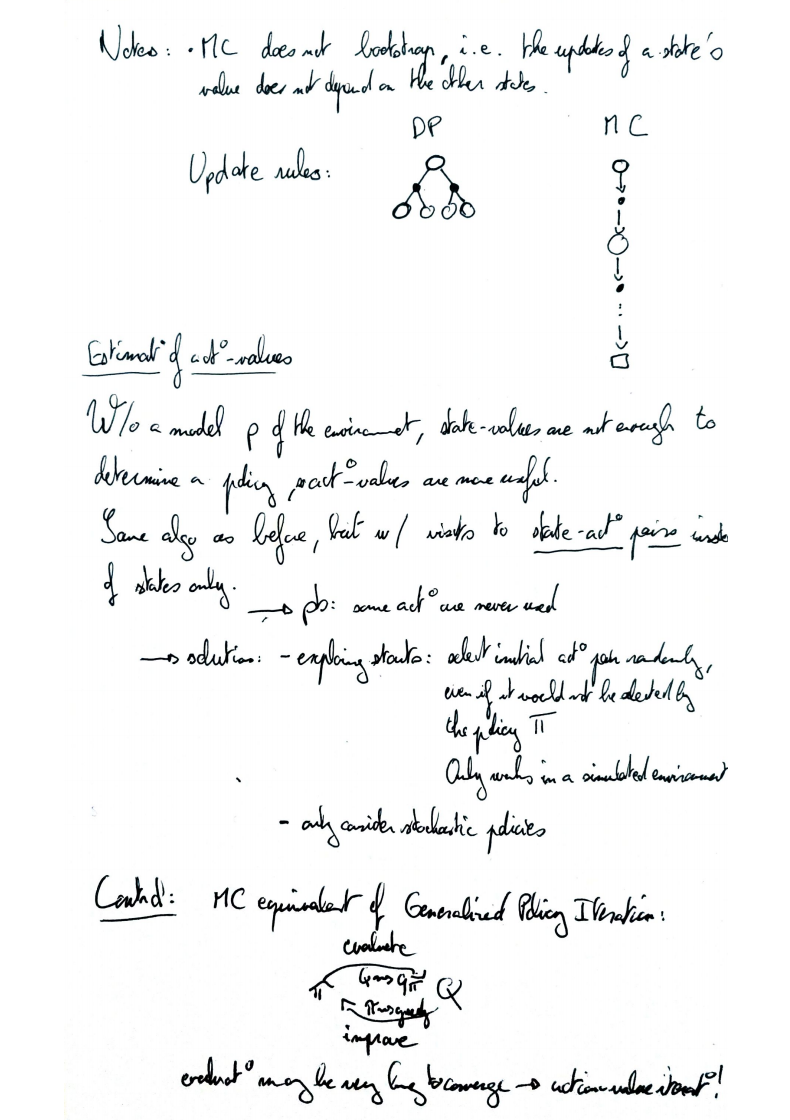 Notes: · MC does not bootstrap, i.e. the updates of a state's
value does not depend on the other states.
DP MC
Update rules:
Estimat° of act°-values
W/o a model p of the environment, state-values are not enough to
determine a policy, act°-values are more useful.
Same algo as before, but w/ visits to state-act° pairs
of states only.
→ pb: some act° are never used
→ solution: - exploring starts: select initial act° pair randomly,
even if it would not be selected by
the policy π
Only works in a simulated environment
- only consider stochastic policies
Control: MC equivalent of Generalized Policy Iteration:
evaluate
π Q
improve
evaluat° may be very long to converge → action value iterat°!